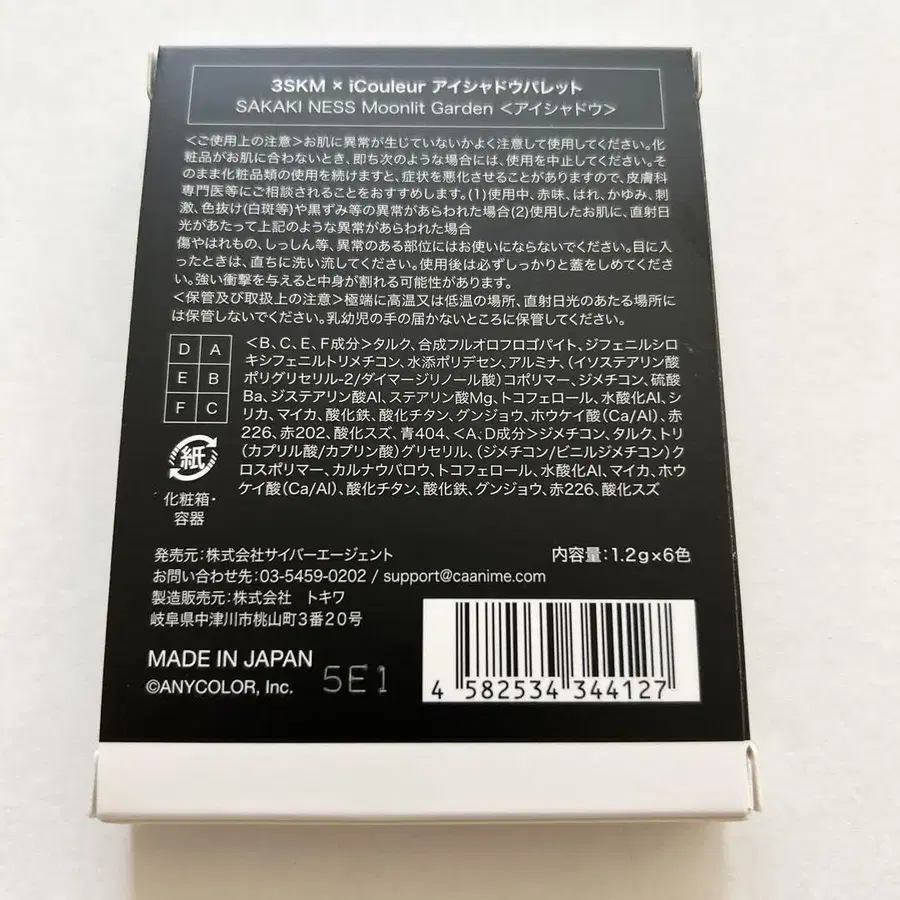 3SKM × iCouleur アイシャドウパレット
SAKAKI NESS Moonlit Garden <アイシャドウ>
<ご使用上の注意>お肌に異常が生じていないかよく注意して使用してください。化
粧品がお肌に合わないとき、即ち次のような場合には、使用を中止してください。そ
のまま化粧品類の使用を続けますと、症状を悪化させることがありますので、皮膚科
専門医等にご相談されることをおすすめします。(1)使用中、赤味、はれ、かゆみ、刺
激、色抜け(白斑等)や黒ずみ等の異常があらわれた場合(2)使用したお肌に、直射日
光があたって上記のような異常があらわれた場合
傷やはれもの、しっしん等、異常のある部位にはお使いにならないでください。目に入
ったときは、直ちに洗い流してください。使用後は必ずしっかりと蓋をしめてくださ
い。強い衝撃を与えると中身が割れる可能性があります。
<保管及び取扱上の注意>極端に高温又は低温の場所、直射日光のあたる場所に
は保管しないでください。乳幼児の手の届かないところに保管してください。
D A
E B
F C
<B、C、E、F成分>タルク、合成フルオロフロゴパイト、ジフェニルシロ
キシフェニルトリメチコン、水添ポリデセン、アルミナ、(イソステアリン酸
ポリグリセリル-2/ダイマージリノール酸)コポリマー、ジメチコン、硫酸
Ba、ジステアリン酸Al、ステアリン酸Mg、トコフェロール、水酸化Al、シ
リカ、マイカ、酸化鉄、酸化チタン、グンジョウ、ホウケイ酸(Ca/Al)、赤
226、赤202、酸化スズ、青404、<A、D成分>ジメチコン、タルク、トリ
(カプリル酸/カプリン酸)グリセリル、(ジメチコン/ビニルジメチコン)ク
ロスポリマー、カルナウバロウ、トコフェロール、水酸化Al、マイカ、ホウ
ケイ酸(Ca/Al)、酸化チタン、酸化鉄、グンジョウ、赤226、酸化スズ
紙
化粧箱・
容器
発売元:株式会社サイバーエージェント
内容量:1.2g×6色
お問い合わせ先:03-5459-0202 / support@caanime.com
製造販売元:株式会社 トキワ
岐阜県中津川市桃山町3番20号
MADE IN JAPAN
©ANYCOLOR, Inc.
5E1
4 582534 344127